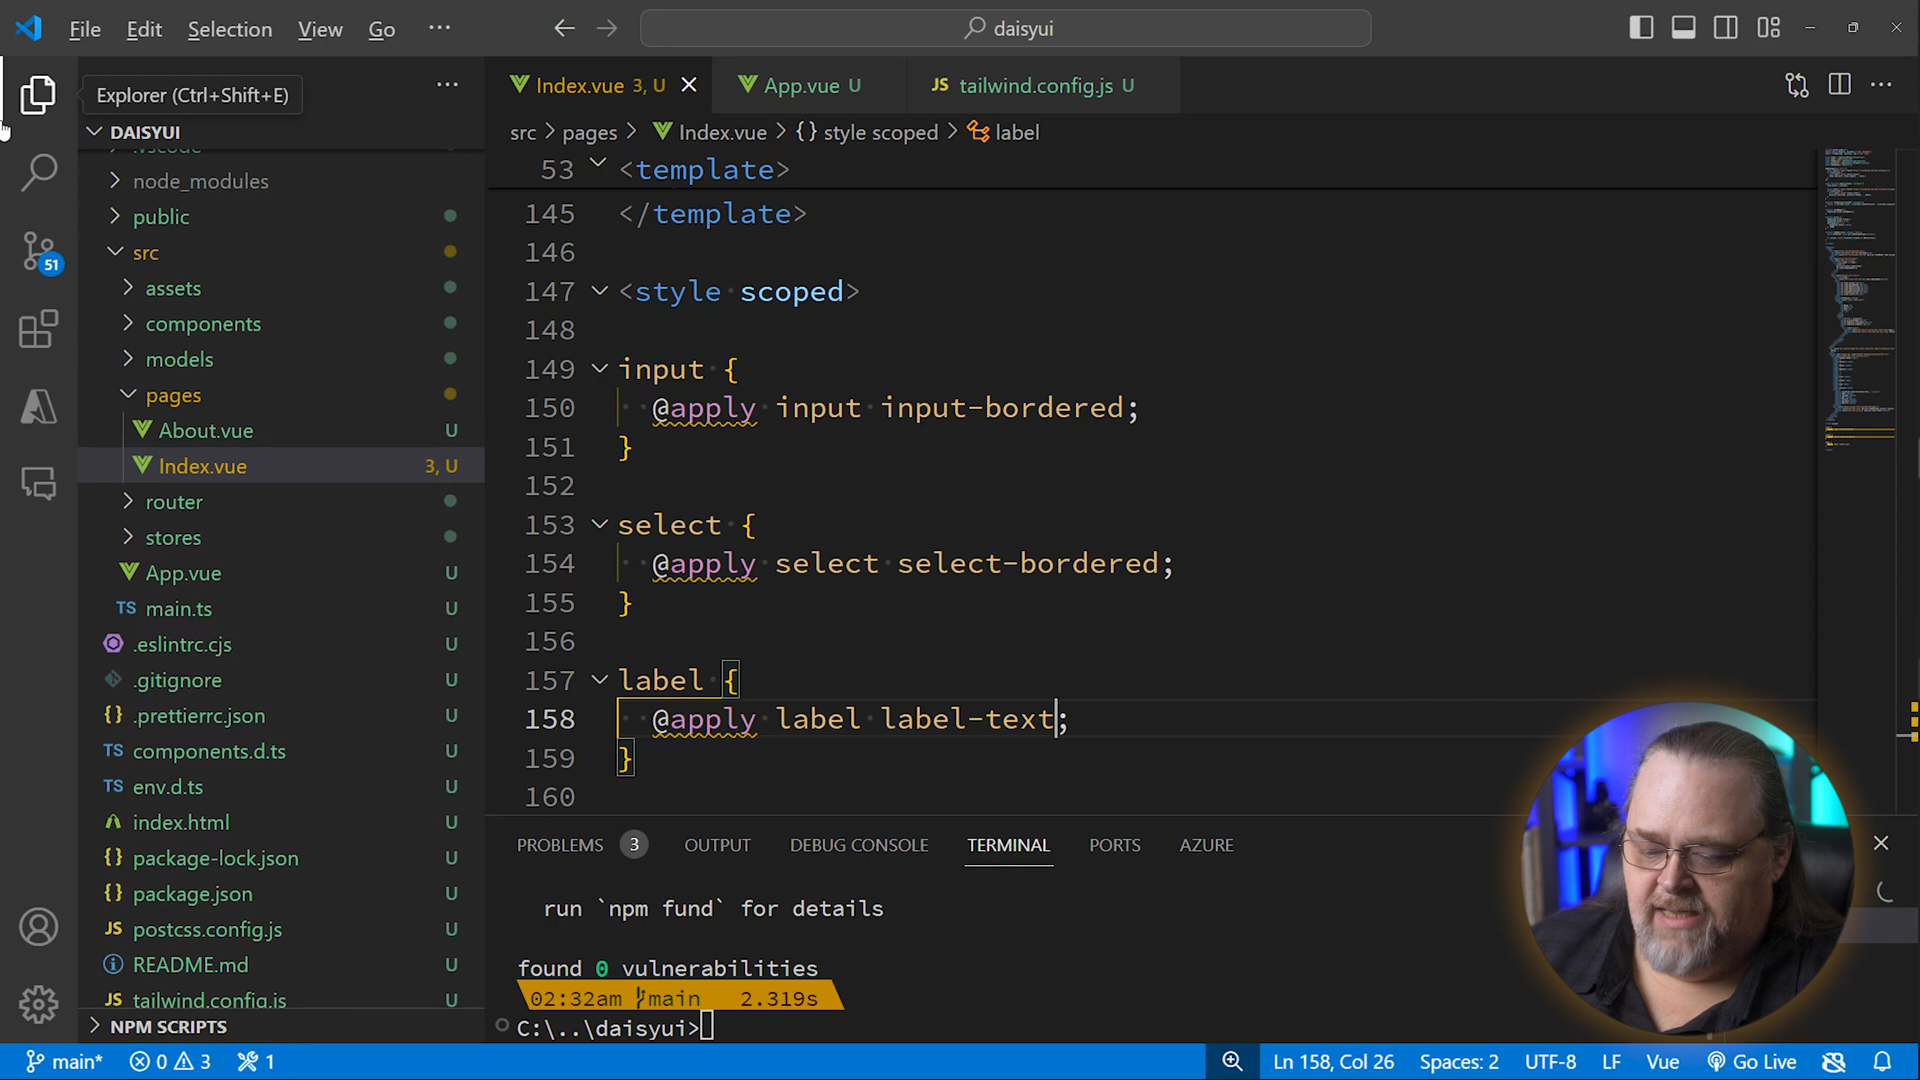 File Edit Selection View Go ··· daisyui
Explorer (Ctrl+Shift+E)
Index.vue 3, U
App.vue U
JS tailwind.config.js U
DAISYUI
src > pages > Index.vue > {} style scoped > label
.vscode
node_modules
public
src
assets
components
models
pages
About.vue U
Index.vue 3, U
router
stores
App.vue U
TS main.ts U
.eslintrc.cjs U
.gitignore U
{} .prettierrc.json U
TS components.d.ts U
TS env.d.ts U
index.html U
{} package-lock.json U
{} package.json U
JS postcss.config.js U
README.md U
JS tailwind.config.js U
NPM SCRIPTS
51
53 <template>
145 </template>
146
147 <style scoped>
148
149 input {
150 @apply input input-bordered;
151 }
152
153 select {
154 @apply select select-bordered;
155 }
156
157 label {
158 @apply label label-text;
159 }
160
PROBLEMS 3 OUTPUT DEBUG CONSOLE TERMINAL PORTS AZURE
run `npm fund` for details
found 0 vulnerabilities
02:32am main 2.319s
C:\..\daisyui>
main* 0 3 1 Ln 158, Col 26 Spaces: 2 UTF-8 LF Vue Go Live